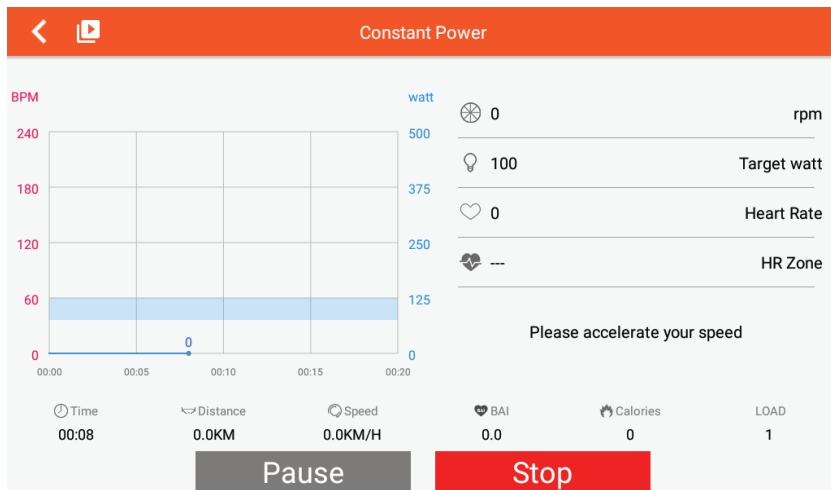 Constant Power
BPM
watt
240
500
180
375
120
250
60
125
0
0
0
00:00 00:05 00:10 00:15 00:20
0 rpm
100 Target watt
0 Heart Rate
--- HR Zone
Please accelerate your speed
Time Distance Speed BAI Calories LOAD
00:08 0.0KM 0.0KM/H 0.0 0 1
Pause Stop